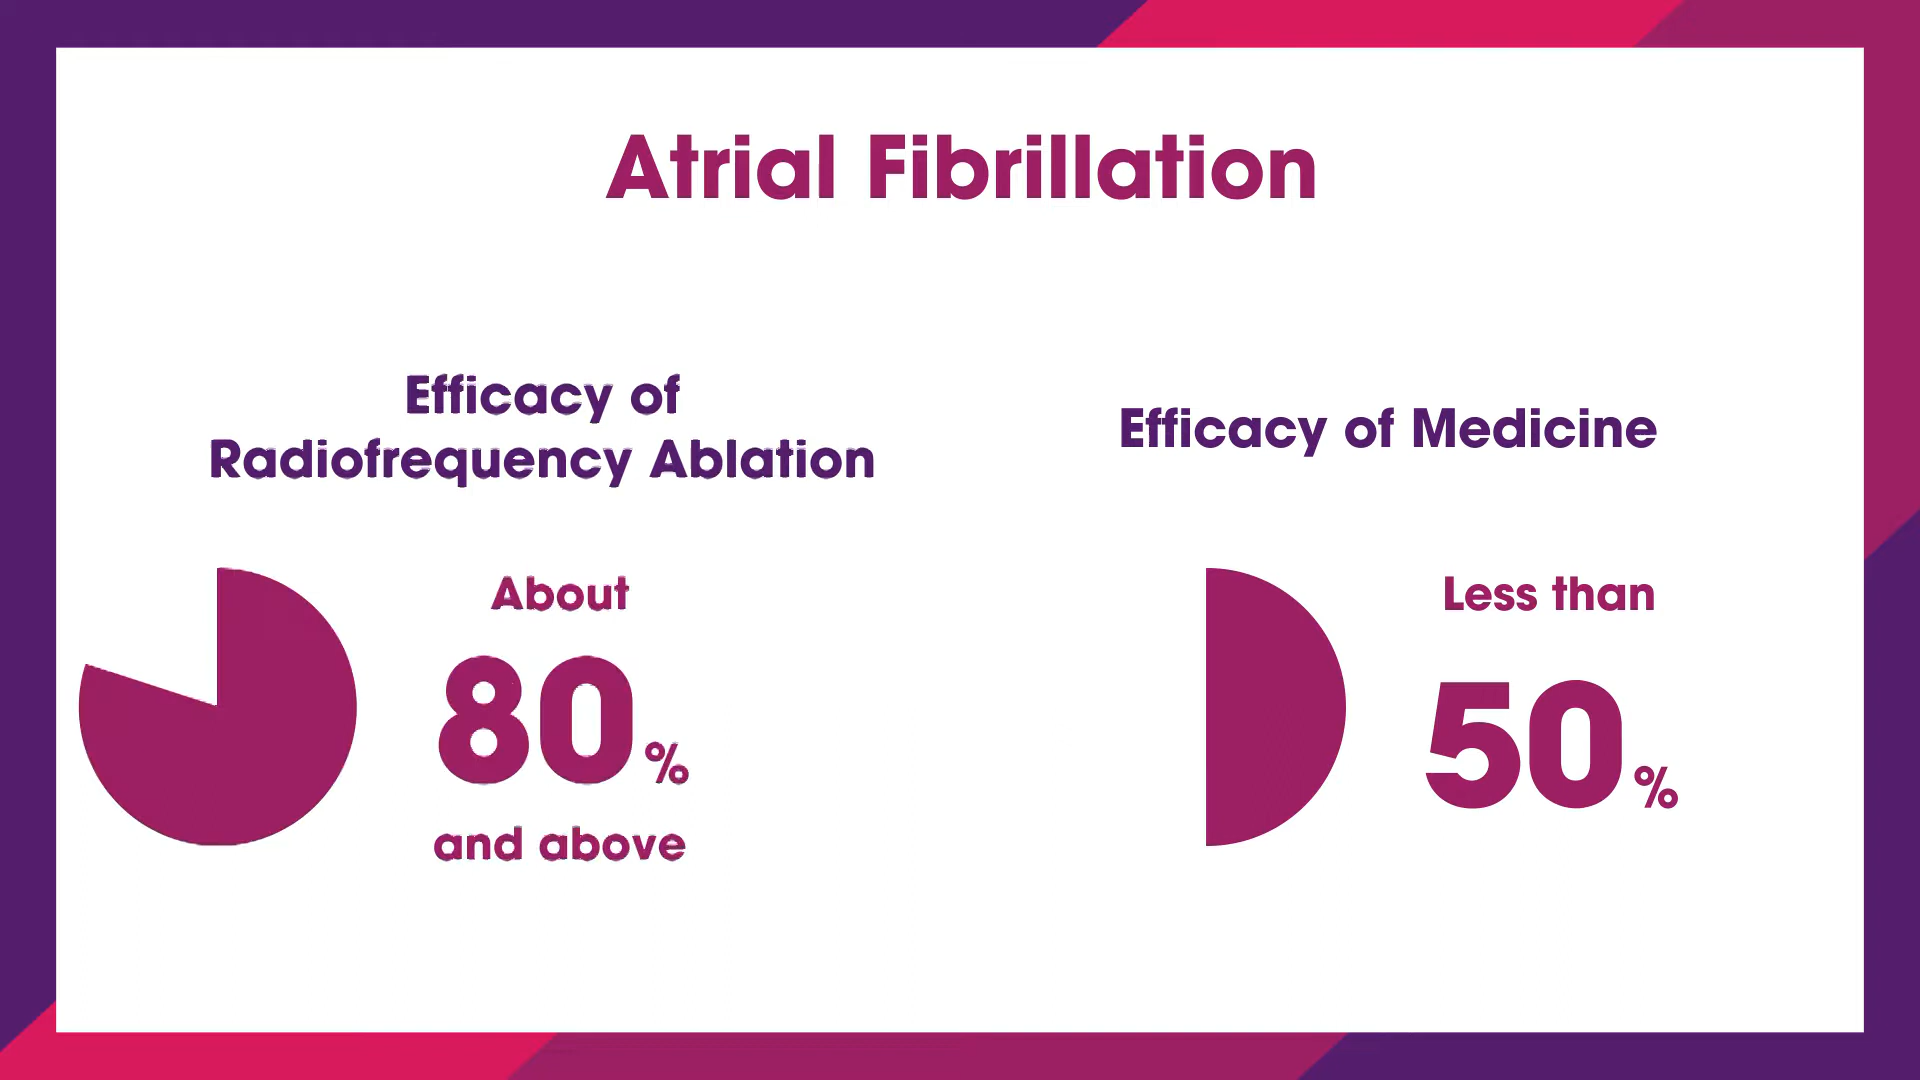 Atrial Fibrillation
Efficacy of
Radiofrequency Ablation
About
80%
and above
Efficacy of Medicine
Less than
50%